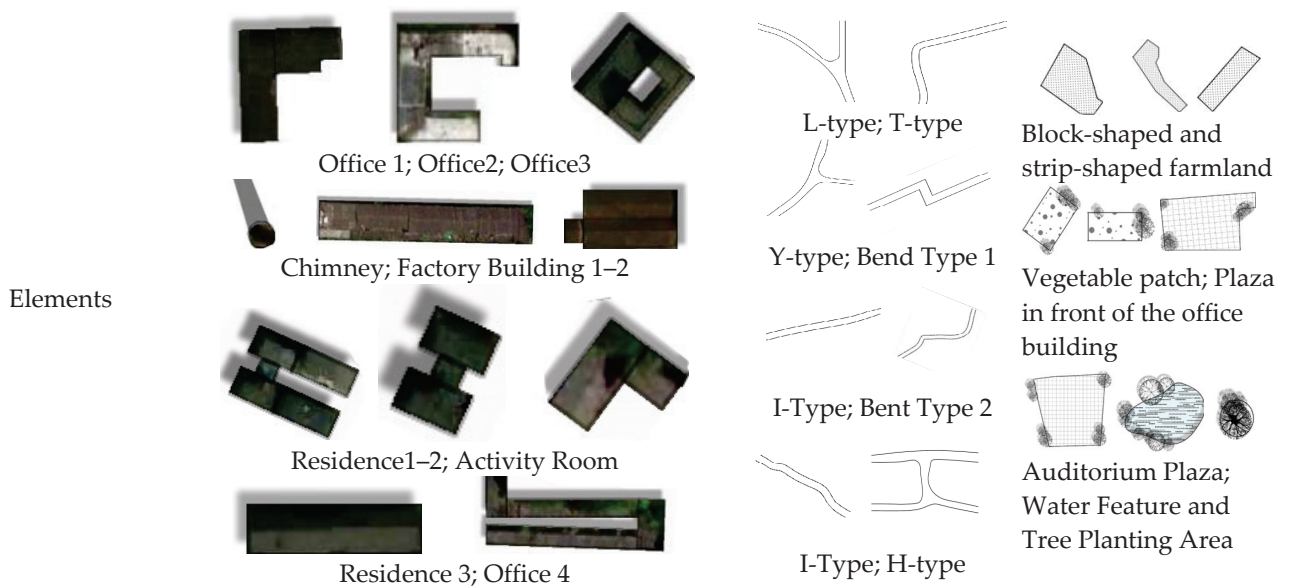 Elements
Office 1; Office2; Office3
Chimney; Factory Building 1–2
Residence1–2; Activity Room
Residence 3; Office 4
L-type; T-type
Y-type; Bend Type 1
I-Type; Bent Type 2
I-Type; H-type
Block-shaped and
strip-shaped farmland
Vegetable patch; Plaza
in front of the office
building
Auditorium Plaza;
Water Feature and
Tree Planting Area